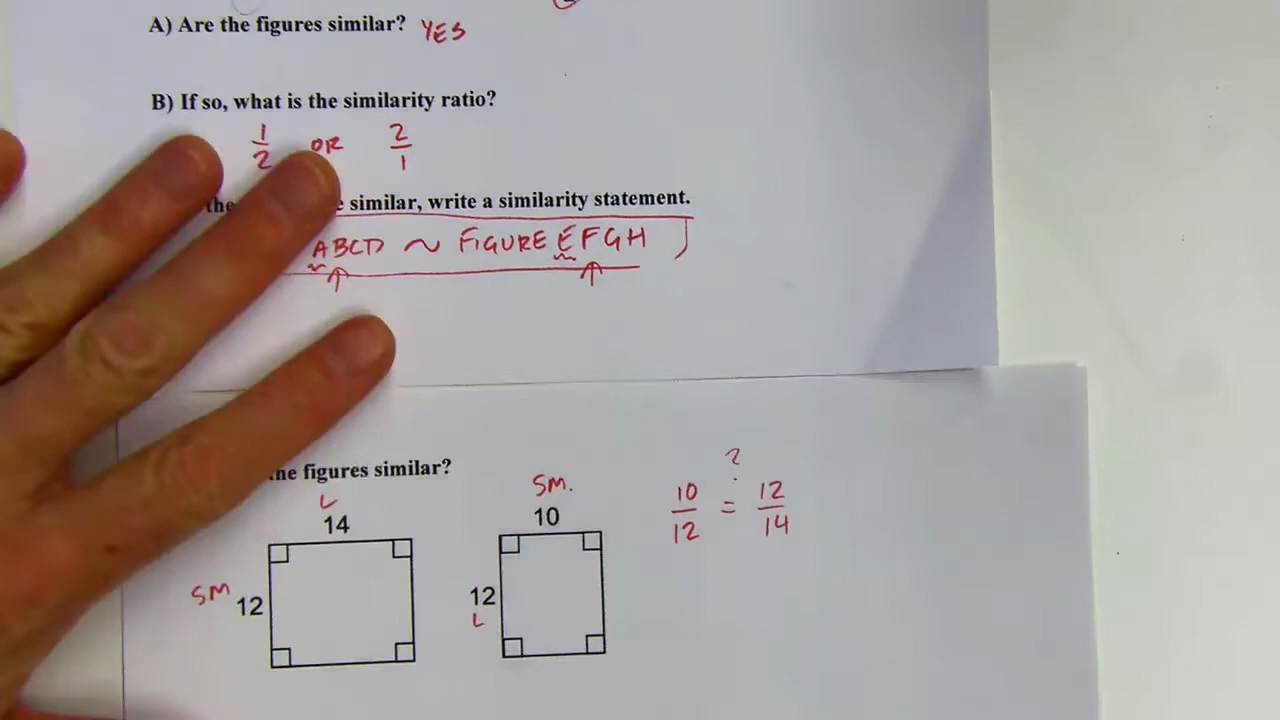 A) Are the figures similar? YES
B) If so, what is the similarity ratio?
1/2 OR 2/1
the similar, write a similarity statement.
ABCD ~ FIGURE EFGH
figures similar?
L
14
SM 12
SM.
10
12
L
10/12 ?= 12/14